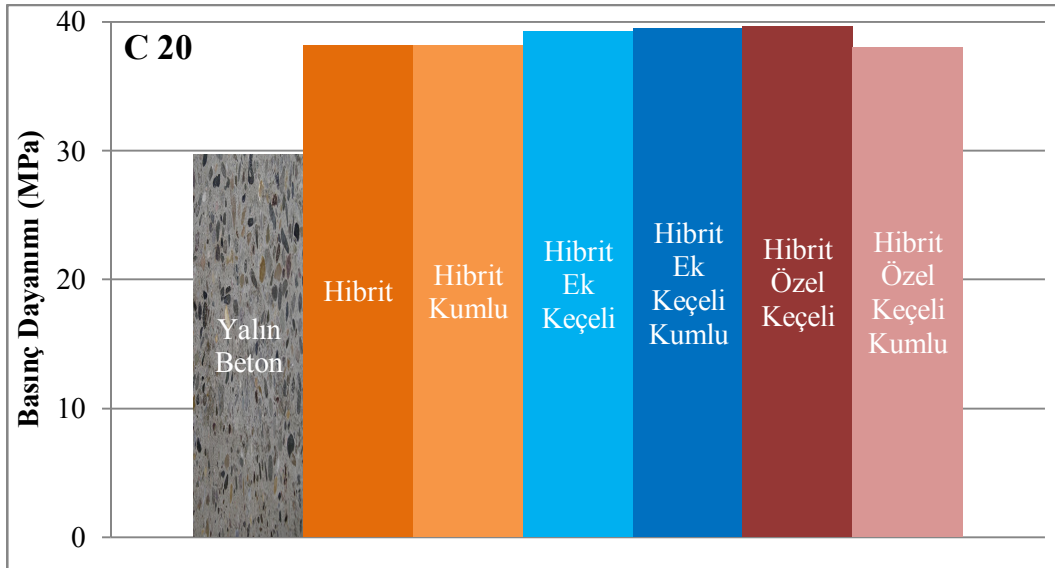 C 20
Basınç Dayanımı (MPa)
40
30
20
10
0
Yalın
Beton
Hibrit
Hibrit
Kumlu
Hibrit
Ek
Keçeli
Hibrit
Ek
Keçeli
Kumlu
Hibrit
Özel
Keçeli
Hibrit
Özel
Keçeli
Kumlu